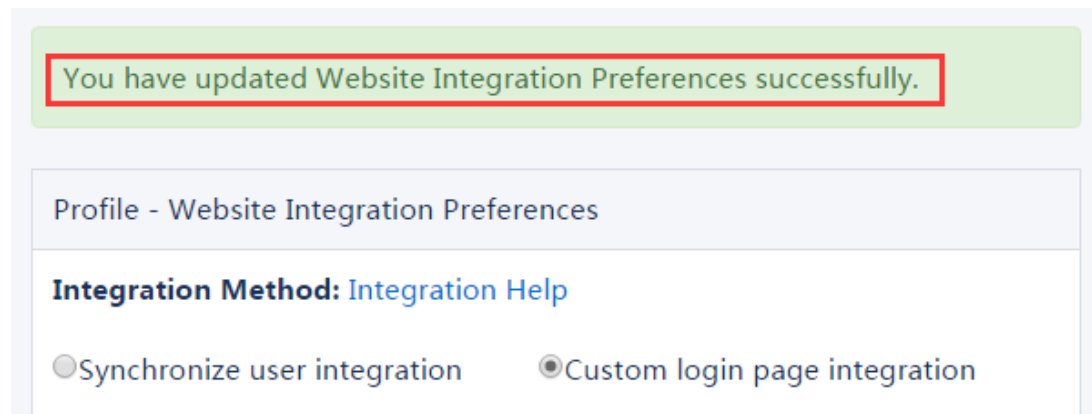 You have updated Website Integration Preferences successfully.
Profile - Website Integration Preferences
Integration Method: Integration Help
Synchronize user integration Custom login page integration